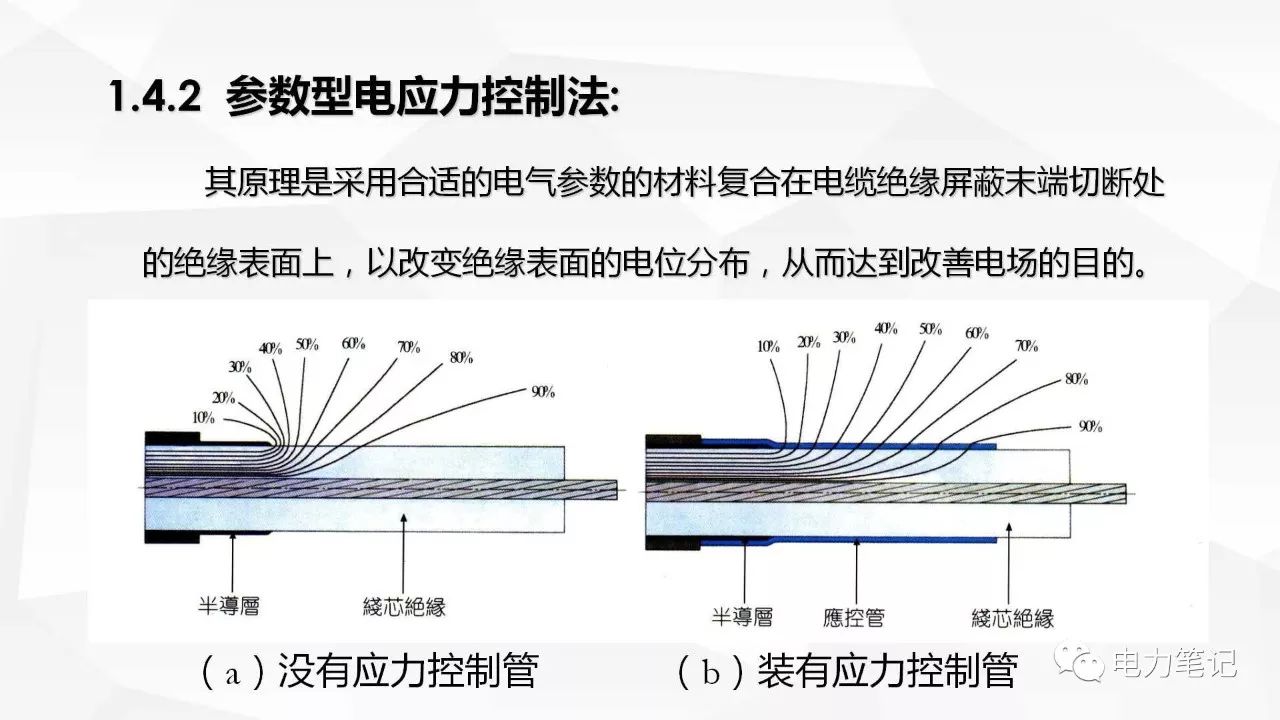 1.4.2 参数型电应力控制法:
其原理是采用合适的电气参数的材料复合在电缆绝缘屏蔽末端切断处
的绝缘表面上，以改变绝缘表面的电位分布，从而达到改善电场的目的。
10%
20%
30%
40%
50%
60%
70%
80%
90%
半導層
綫芯絕緣
（a）没有应力控制管
10%
20%
30%
40%
50%
60%
70%
80%
90%
半導層
應控管
綫芯絕緣
（b）装有应力控制管
电力笔记